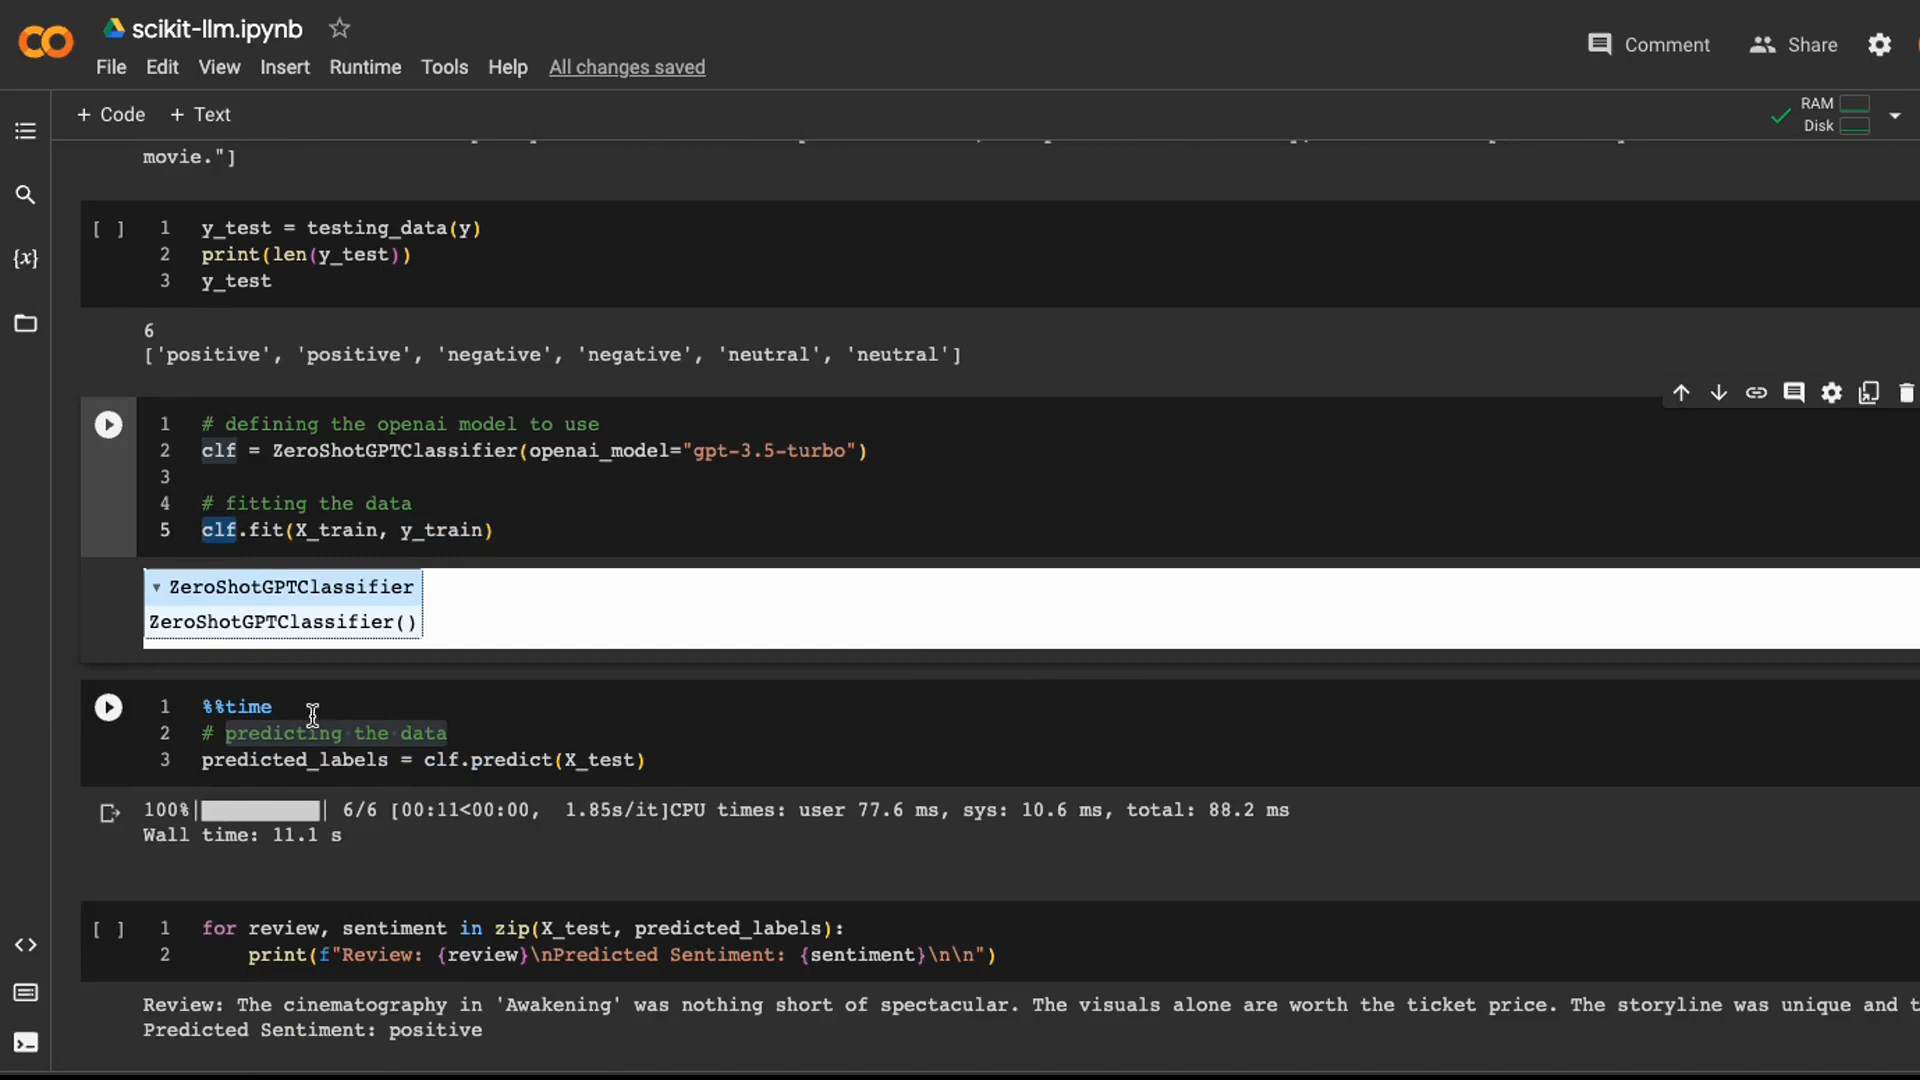 scikit-llm.ipynb
File Edit View Insert Runtime Tools Help All changes saved
Comment Share
+ Code + Text
RAM
Disk
movie."]
[ ] 1 y_test = testing_data(y)
2 print(len(y_test))
3 y_test
6
['positive', 'positive', 'negative', 'negative', 'neutral', 'neutral']
1 # defining the openai model to use
2 clf = ZeroShotGPTClassifier(openai_model="gpt-3.5-turbo")
3
4 # fitting the data
5 clf.fit(X_train, y_train)
▾ ZeroShotGPTClassifier
ZeroShotGPTClassifier()
1 %%time
2 # predicting the data
3 predicted_labels = clf.predict(X_test)
100%|██████████| 6/6 [00:11<00:00, 1.85s/it]CPU times: user 77.6 ms, sys: 10.6 ms, total: 88.2 ms
Wall time: 11.1 s
[ ] 1 for review, sentiment in zip(X_test, predicted_labels):
2 print(f"Review: {review}\nPredicted Sentiment: {sentiment}\n\n")
Review: The cinematography in 'Awakening' was nothing short of spectacular. The visuals alone are worth the ticket price. The storyline was unique and t
Predicted Sentiment: positive